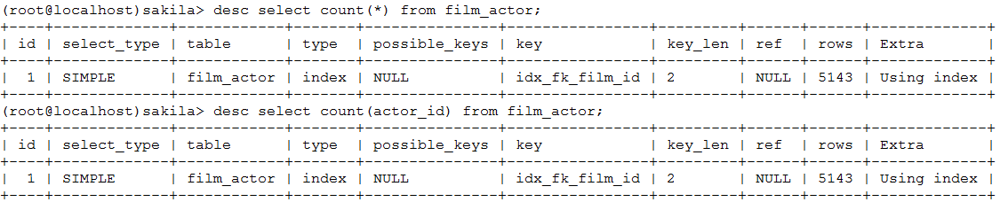 (root@localhost)sakila> desc select count(*) from film_actor;
+----+-------------+------------+-------+---------------+----------------+---------+------+------+-------------+
| id | select_type | table      | type  | possible_keys | key            | key_len | ref  | rows | Extra       |
+----+-------------+------------+-------+---------------+----------------+---------+------+------+-------------+
|  1 | SIMPLE      | film_actor | index | NULL          | idx_fk_film_id | 2       | NULL | 5143 | Using index |
+----+-------------+------------+-------+---------------+----------------+---------+------+------+-------------+
(root@localhost)sakila> desc select count(actor_id) from film_actor;
+----+-------------+------------+-------+---------------+----------------+---------+------+------+-------------+
| id | select_type | table      | type  | possible_keys | key            | key_len | ref  | rows | Extra       |
+----+-------------+------------+-------+---------------+----------------+---------+------+------+-------------+
|  1 | SIMPLE      | film_actor | index | NULL          | idx_fk_film_id | 2       | NULL | 5143 | Using index |
+----+-------------+------------+-------+---------------+----------------+---------+------+------+-------------+